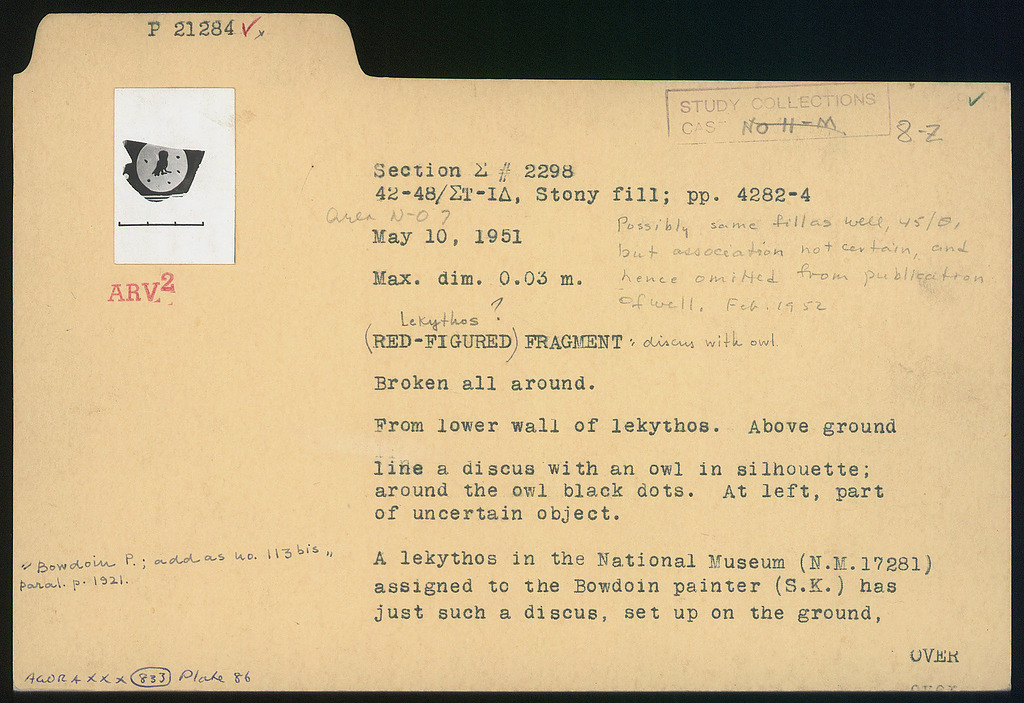 P 21284
STUDY COLLECTIONS
CASE No 11-M
8-Z
Section Σ # 2298
42-48/ΣΤ-ΙΔ, Stony fill; pp. 4282-4
area N-O 7
May 10, 1951
Possibly same fill as well, 45/Θ,
but association not certain, and
hence omitted from publication
of well, Feb. 1952
Max. dim. 0.03 m.
ARV²
Lekythos ?
(RED-FIGURED) FRAGMENT : discus with owl
Broken all around.
From lower wall of lekythos. Above ground
line a discus with an owl in silhouette;
around the owl black dots. At left, part
of uncertain object.
"Bowdoin P.; add as no. 113 bis"
Paral. p. 1921.
A lekythos in the National Museum (N.M.17281)
assigned to the Bowdoin painter (S.K.) has
just such a discus, set up on the ground,
OVER
AGORA XXX 833 Plate 86